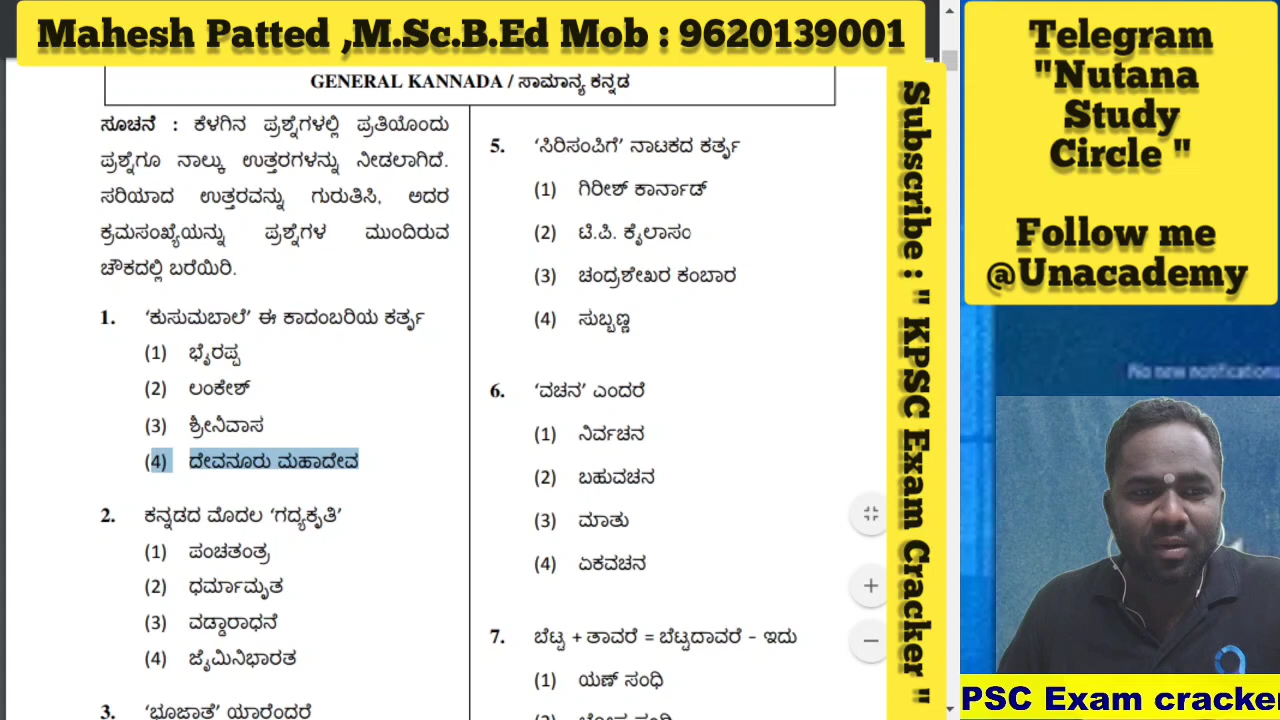 Mahesh Patted ,M.Sc.B.Ed Mob : 9620139001
GENERAL KANNADA / ಸಾಮಾನ್ಯ ಕನ್ನಡ
ಸೂಚನೆ : ಕೆಳಗಿನ ಪ್ರಶ್ನೆಗಳಲ್ಲಿ ಪ್ರತಿಯೊಂದು
ಪ್ರಶ್ನೆಗೂ ನಾಲ್ಕು ಉತ್ತರಗಳನ್ನು ನೀಡಲಾಗಿದೆ.
ಸರಿಯಾದ ಉತ್ತರವನ್ನು ಗುರುತಿಸಿ, ಅದರ
ಕ್ರಮಸಂಖ್ಯೆಯನ್ನು ಪ್ರಶ್ನೆಗಳ ಮುಂದಿರುವ
ಚೌಕದಲ್ಲಿ ಬರೆಯಿರಿ.
1. ‘ಕುಸುಮಬಾಲೆ’ ಈ ಕಾದಂಬರಿಯ ಕರ್ತೃ
(1) ಭೈರಪ್ಪ
(2) ಲಂಕೇಶ್
(3) ಶ್ರೀನಿವಾಸ
(4) ದೇವನೂರು ಮಹಾದೇವ
2. ಕನ್ನಡದ ಮೊದಲ ‘ಗದ್ಯಕೃತಿ’
(1) ಪಂಚತಂತ್ರ
(2) ಧರ್ಮಾಮೃತ
(3) ವಡ್ಡಾರಾಧನೆ
(4) ಜೈಮಿನಿಭಾರತ
3. ‘ಭೂಜಾತೆ’ ಯಾರೆಂದರೆ
5. ‘ಸಿರಿಸಂಪಿಗೆ’ ನಾಟಕದ ಕರ್ತೃ
(1) ಗಿರೀಶ್ ಕಾರ್ನಾಡ್
(2) ಟಿ.ಪಿ. ಕೈಲಾಸಂ
(3) ಚಂದ್ರಶೇಖರ ಕಂಬಾರ
(4) ಸುಬ್ಬಣ್ಣ
6. ‘ವಚನ’ ಎಂದರೆ
(1) ನಿರ್ವಚನ
(2) ಬಹುವಚನ
(3) ಮಾತು
(4) ಏಕವಚನ
7. ಬೆಟ್ಟ + ತಾವರೆ = ಬೆಟ್ಟದಾವರೆ – ಇದು
(1) ಯಣ್ ಸಂಧಿ
Subscribe : " KPSC Exam Cracker "
Telegram
"Nutana
Study
Circle "
Follow me
@Unacademy
No new notifications
PSC Exam cracker